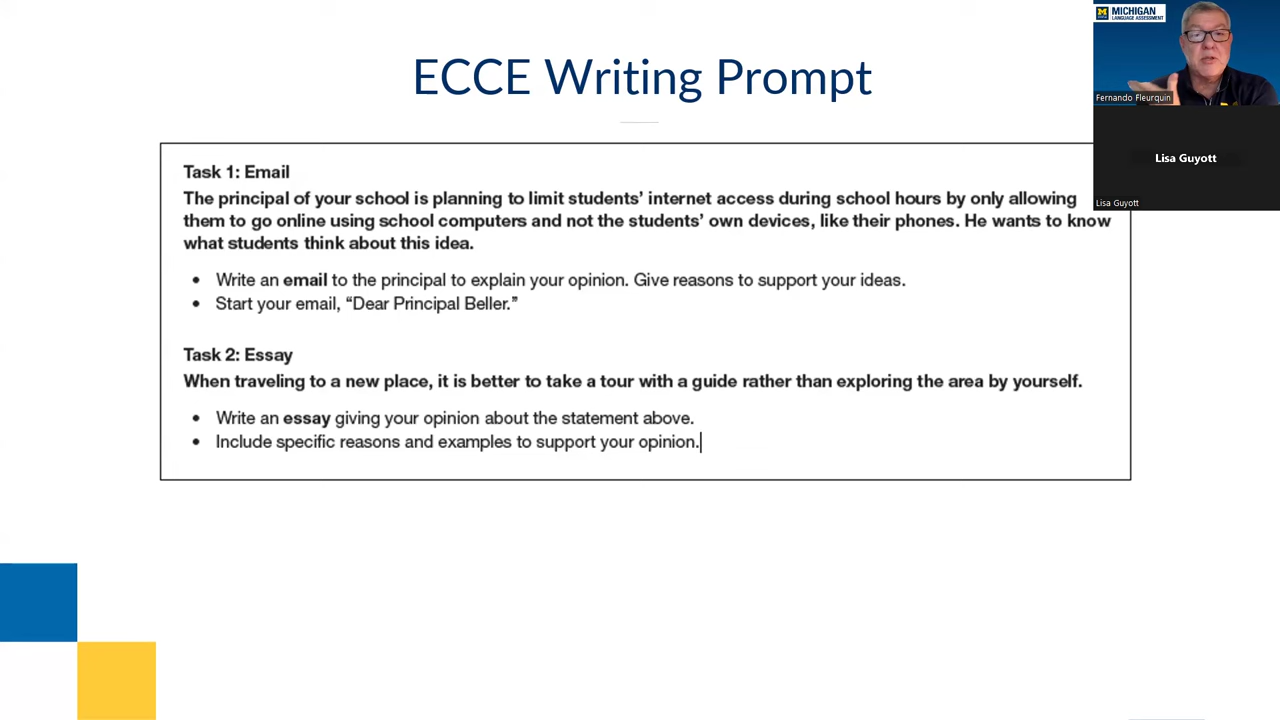 ECCE Writing Prompt
MICHIGAN
LANGUAGE ASSESSMENT
Fernando Fleurquin
Lisa Guyott
Lisa Guyott
Task 1: Email
The principal of your school is planning to limit students’ internet access during school hours by only allowing
them to go online using school computers and not the students’ own devices, like their phones. He wants to know
what students think about this idea.
• Write an email to the principal to explain your opinion. Give reasons to support your ideas.
• Start your email, “Dear Principal Beller.”
Task 2: Essay
When traveling to a new place, it is better to take a tour with a guide rather than exploring the area by yourself.
• Write an essay giving your opinion about the statement above.
• Include specific reasons and examples to support your opinion.